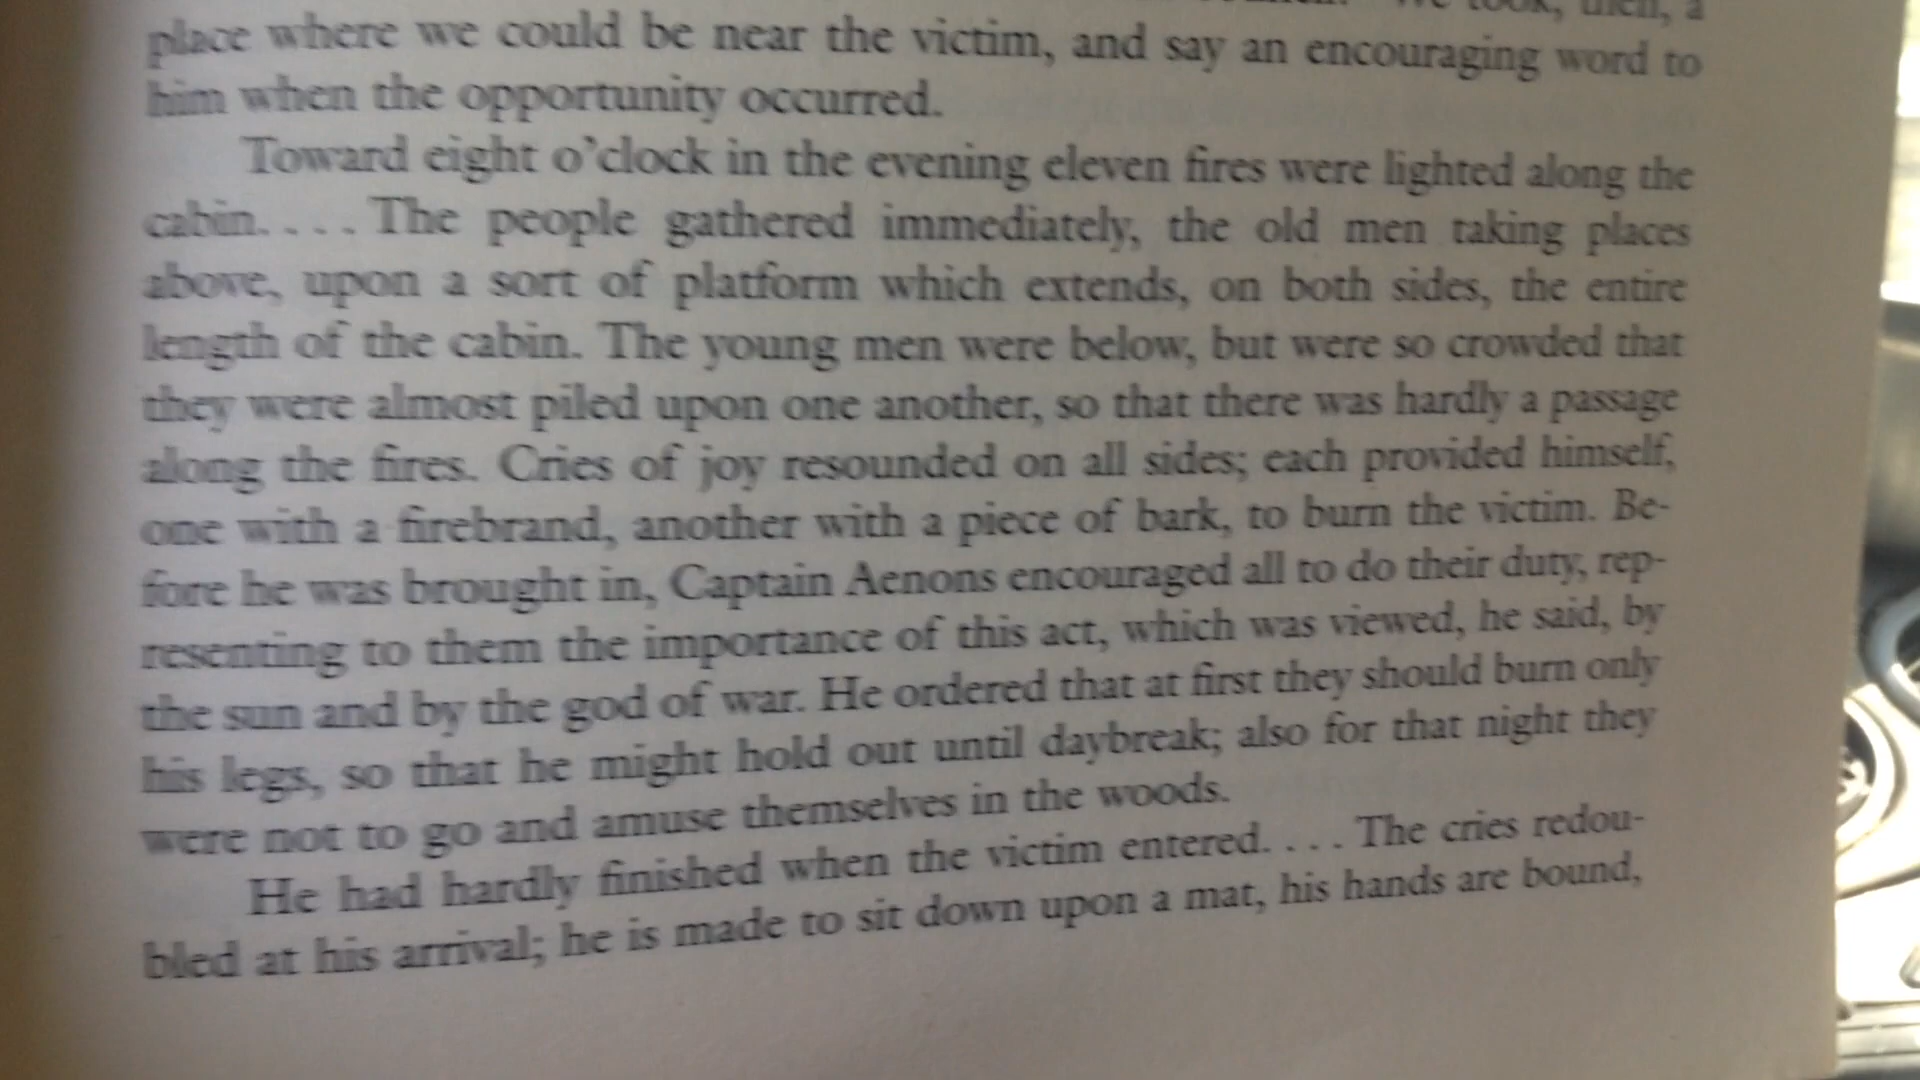 We took, then, a
place where we could be near the victim, and say an encouraging word to
him when the opportunity occurred.
Toward eight o'clock in the evening eleven fires were lighted along the
cabin. . . . The people gathered immediately, the old men taking places
above, upon a sort of platform which extends, on both sides, the entire
length of the cabin. The young men were below, but were so crowded that
they were almost piled upon one another, so that there was hardly a passage
along the fires. Cries of joy resounded on all sides; each provided himself,
one with a firebrand, another with a piece of bark, to burn the victim. Be-
fore he was brought in, Captain Aenons encouraged all to do their duty, rep-
resenting to them the importance of this act, which was viewed, he said, by
the sun and by the god of war. He ordered that at first they should burn only
his legs, so that he might hold out until daybreak; also for that night they
were not to go and amuse themselves in the woods.
He had hardly finished when the victim entered. . . . The cries redou-
bled at his arrival; he is made to sit down upon a mat, his hands are bound,